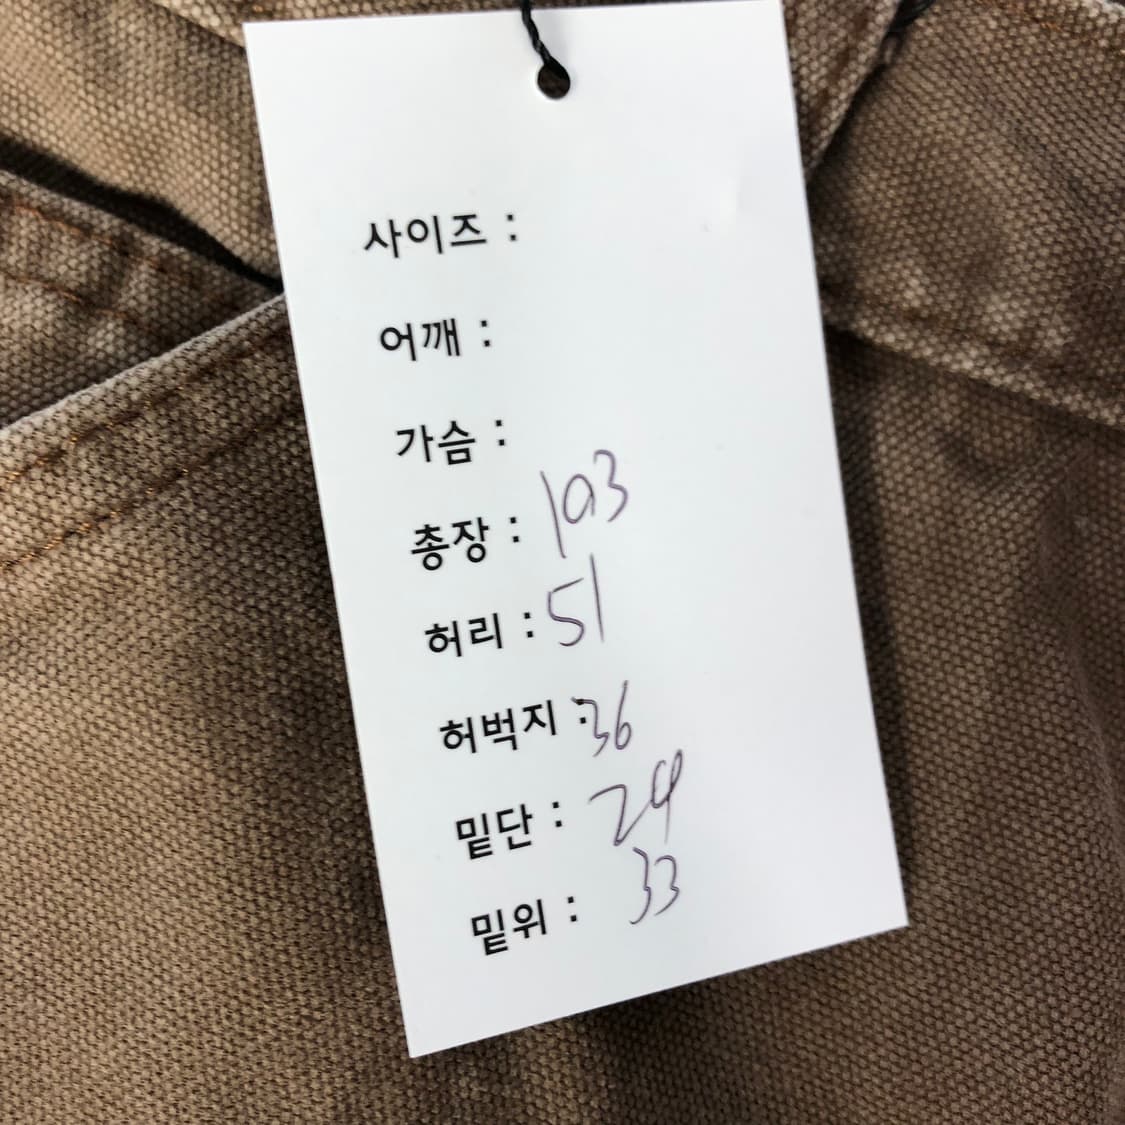 사이즈 :
어깨 :
가슴 :
총장 : 103
허리 : 51
허벅지 : 36
밑단 : 24
밑위 : 33